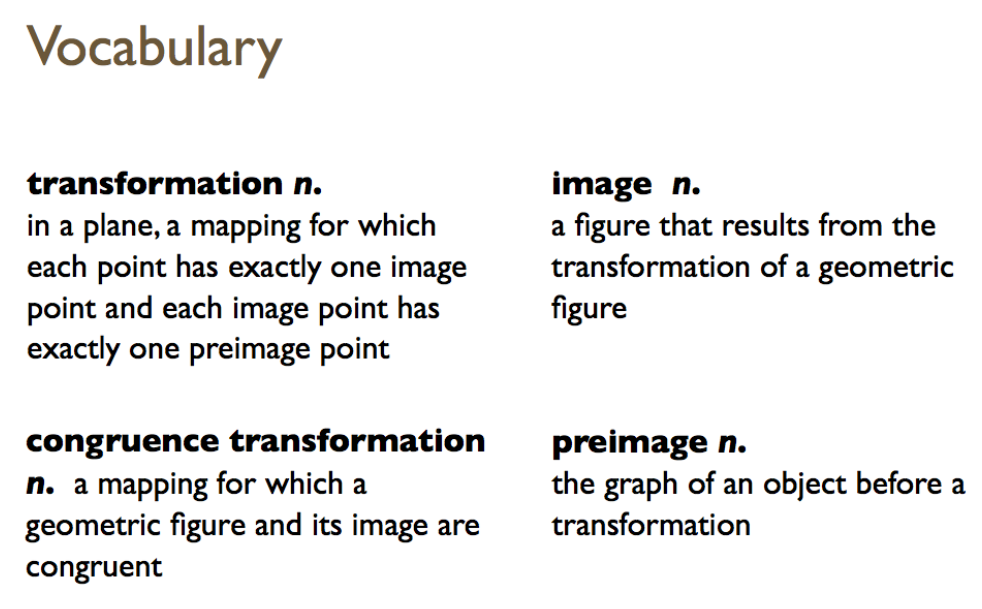 Vocabulary
transformation n.
in a plane, a mapping for which
each point has exactly one image
point and each image point has
exactly one preimage point
image n.
a figure that results from the
transformation of a geometric
figure
congruence transformation
n. a mapping for which a
geometric figure and its image are
congruent
preimage n.
the graph of an object before a
transformation